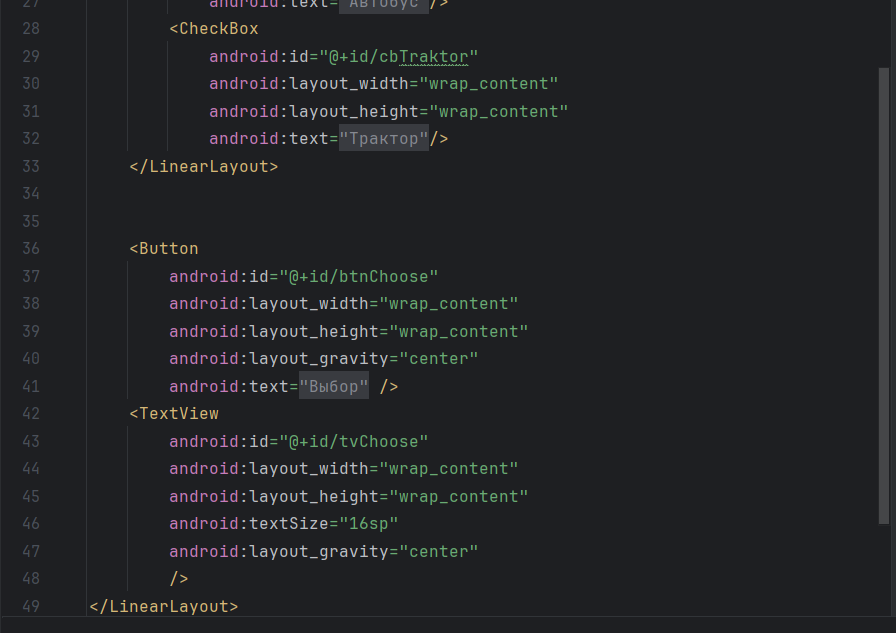 27 android:text="Автобус"/>
28 <CheckBox
29 android:id="@+id/cbTraktor"
30 android:layout_width="wrap_content"
31 android:layout_height="wrap_content"
32 android:text="Трактор"/>
33 </LinearLayout>
34
35
36 <Button
37 android:id="@+id/btnChoose"
38 android:layout_width="wrap_content"
39 android:layout_height="wrap_content"
40 android:layout_gravity="center"
41 android:text="Выбор" />
42 <TextView
43 android:id="@+id/tvChoose"
44 android:layout_width="wrap_content"
45 android:layout_height="wrap_content"
46 android:textSize="16sp"
47 android:layout_gravity="center"
48 />
49 </LinearLayout>